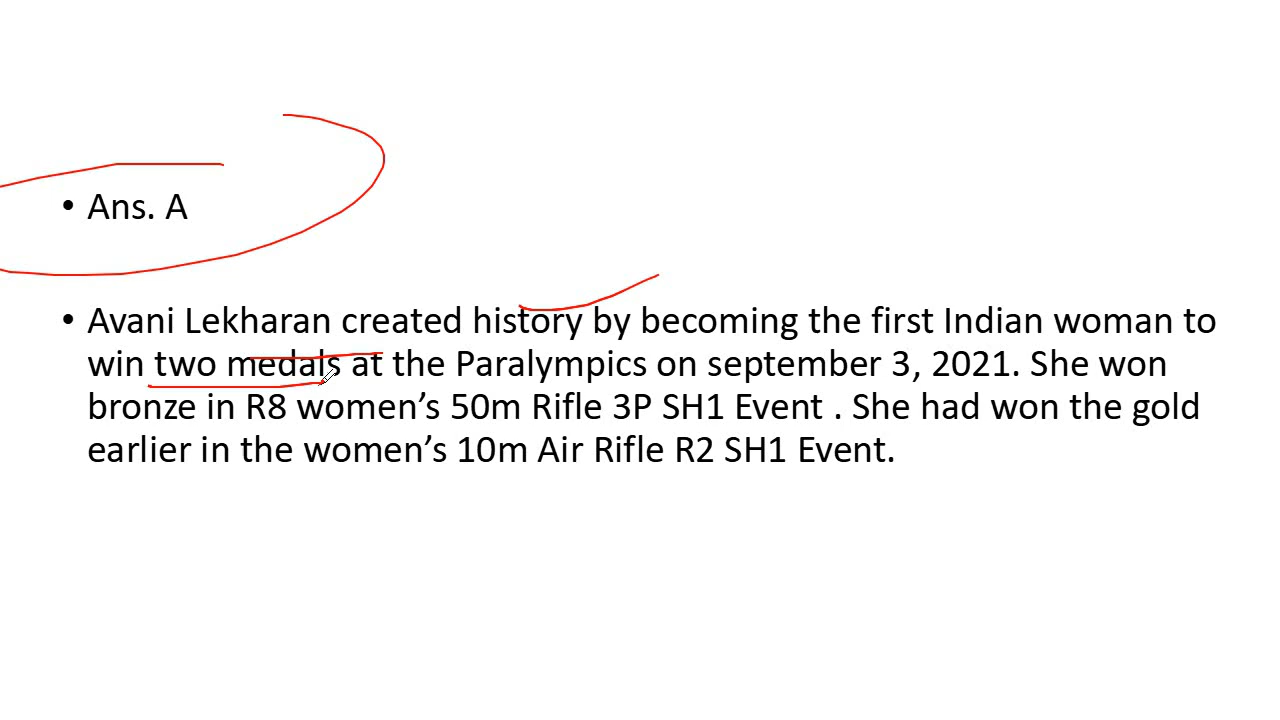 • Ans. A
• Avani Lekharan created history by becoming the first Indian woman to
win two medals at the Paralympics on september 3, 2021. She won
bronze in R8 women’s 50m Rifle 3P SH1 Event . She had won the gold
earlier in the women’s 10m Air Rifle R2 SH1 Event.